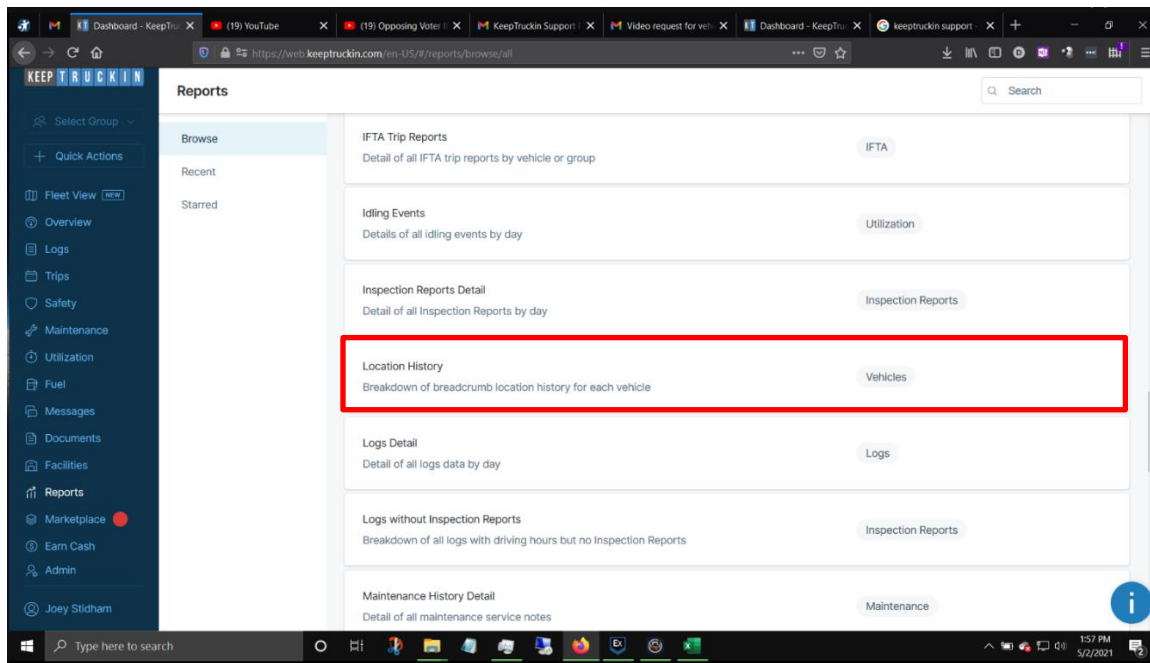 Dashboard - KeepTruc
(19) YouTube
(19) Opposing Voter I
KeepTruckin Support
Video request for veh
Dashboard - KeepTru
keeptruckin support -
https://web.keeptruckin.com/en-US/#/reports/browse/all
KEEP TRUCKIN
Reports
Search
Select Group
Quick Actions
Fleet View NEW
Overview
Logs
Trips
Safety
Maintenance
Utilization
Fuel
Messages
Documents
Facilities
Reports
Marketplace
Earn Cash
Admin
Joey Stidham
Browse
Recent
Starred
IFTA Trip Reports
Detail of all IFTA trip reports by vehicle or group
IFTA
Idling Events
Details of all idling events by day
Utilization
Inspection Reports Detail
Detail of all Inspection Reports by day
Inspection Reports
Location History
Breakdown of breadcrumb location history for each vehicle
Vehicles
Logs Detail
Detail of all logs data by day
Logs
Logs without Inspection Reports
Breakdown of all logs with driving hours but no Inspection Reports
Inspection Reports
Maintenance History Detail
Detail of all maintenance service notes
Maintenance
i
Type here to search
1:57 PM
5/2/2021